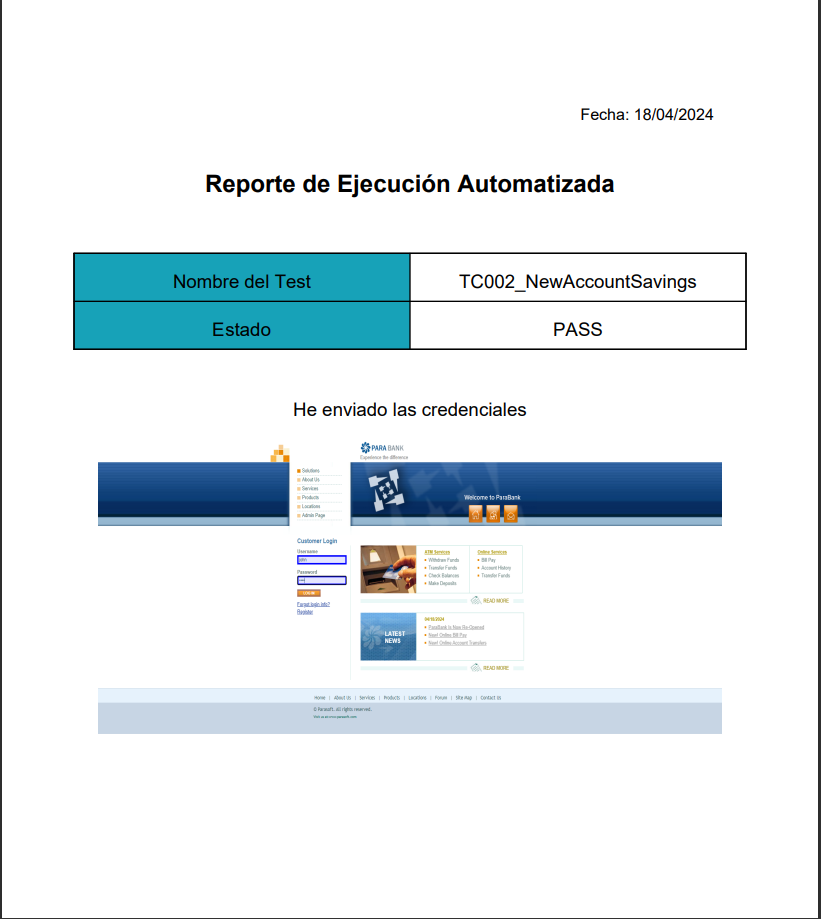 Fecha: 18/04/2024
Reporte de Ejecución Automatizada
Nombre del Test TC002_NewAccountSavings
Estado PASS
He enviado las credenciales
PARA BANK
Experience the difference
Solutions
About Us
Services
Products
Locations
Admin Page
Welcome to ParaBank
Customer Login
Username
john
Password
LOG IN
Forgot login info?
Register
ATM Services
Withdraw Funds
Transfer Funds
Check Balances
Make Deposits
Online Services
Bill Pay
Account History
Transfer Funds
READ MORE
LATEST
NEWS
04/18/2024
ParaBank Is Now Re-Opened
New! Online Bill Pay
New! Online Account Transfers
READ MORE
Home | About Us | Services | Products | Locations | Forum | Site Map | Contact Us
© Parasoft. All rights reserved.
Visit us at: www.parasoft.com